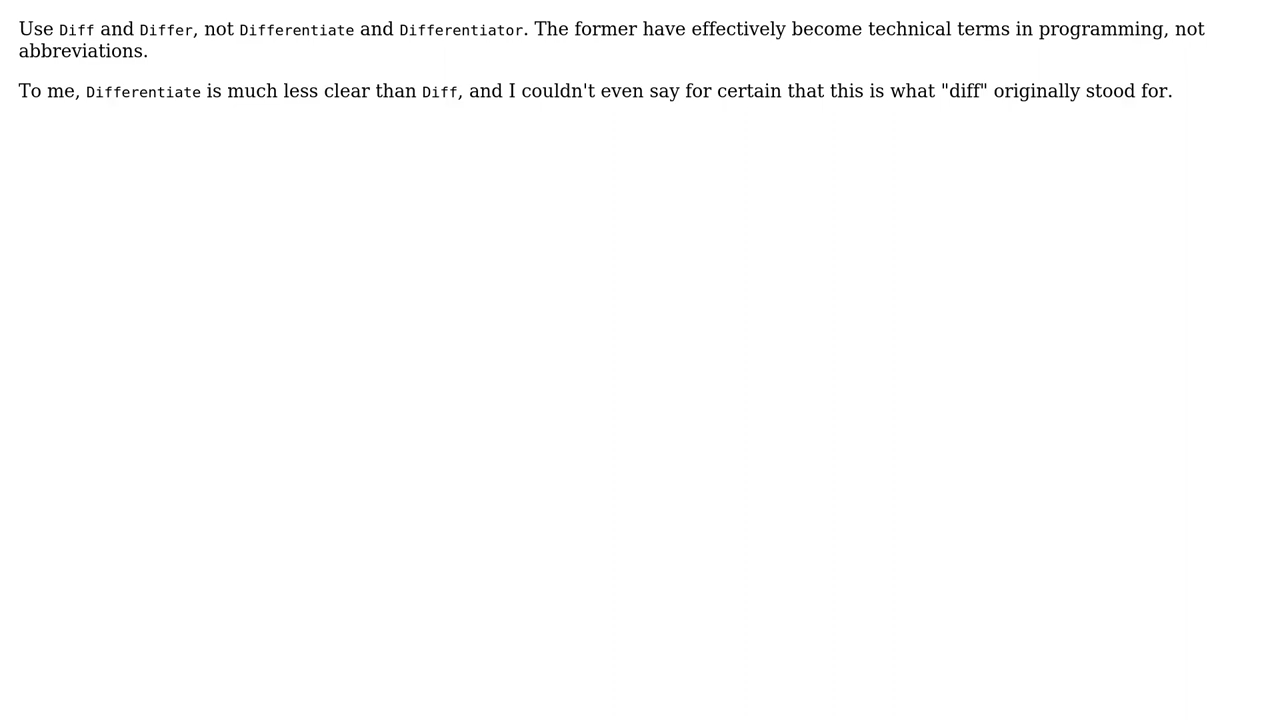 Use Diff and Differ, not Differentiate and Differentiator. The former have effectively become technical terms in programming, not
abbreviations.
To me, Differentiate is much less clear than Diff, and I couldn't even say for certain that this is what "diff" originally stood for.